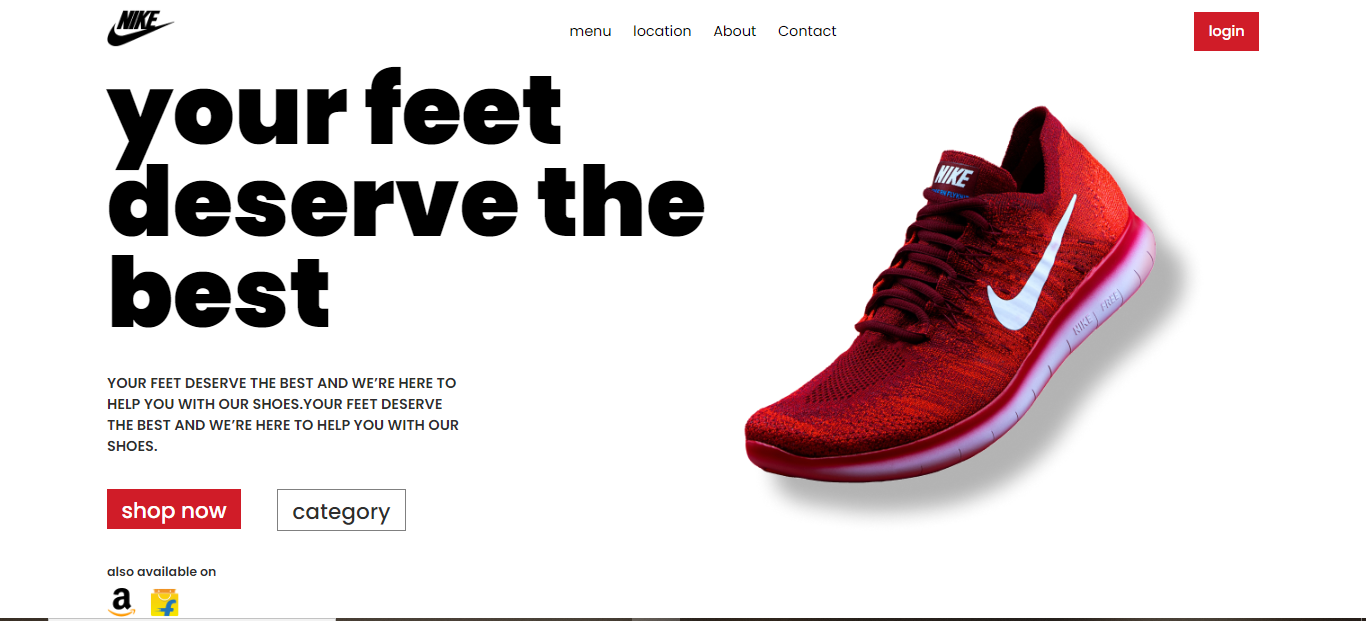 NIKE
menu location About Contact
login
your feet
deserve the
best
NIKE
YOUR FEET DESERVE THE BEST AND WE’RE HERE TO
HELP YOU WITH OUR SHOES.YOUR FEET DESERVE
THE BEST AND WE’RE HERE TO HELP YOU WITH OUR
SHOES.
NIKE FREE
shop now
category
also available on
a
f